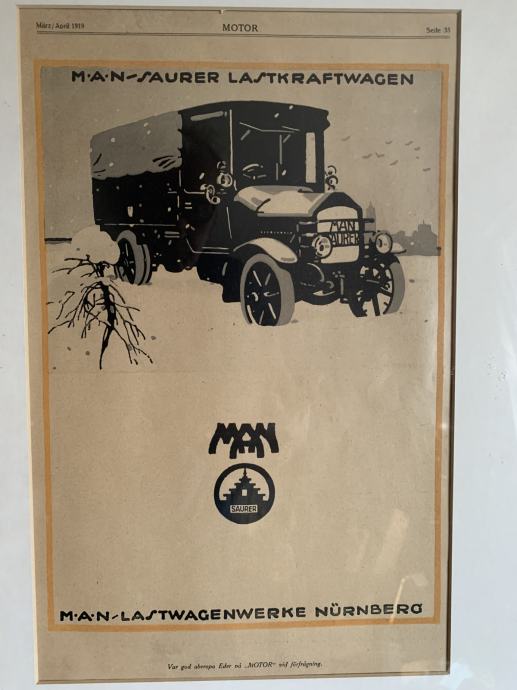 März/April 1919
MOTOR
Seite 35
M·A·N-SAURER LASTKRAFTWAGEN
MAN
SAURER
MAN
SAURER
M·A·N-LASTWAGENWERKE NÜRNBERG
Var god aberopa Eder på „MOTOR" vid förfrågning.